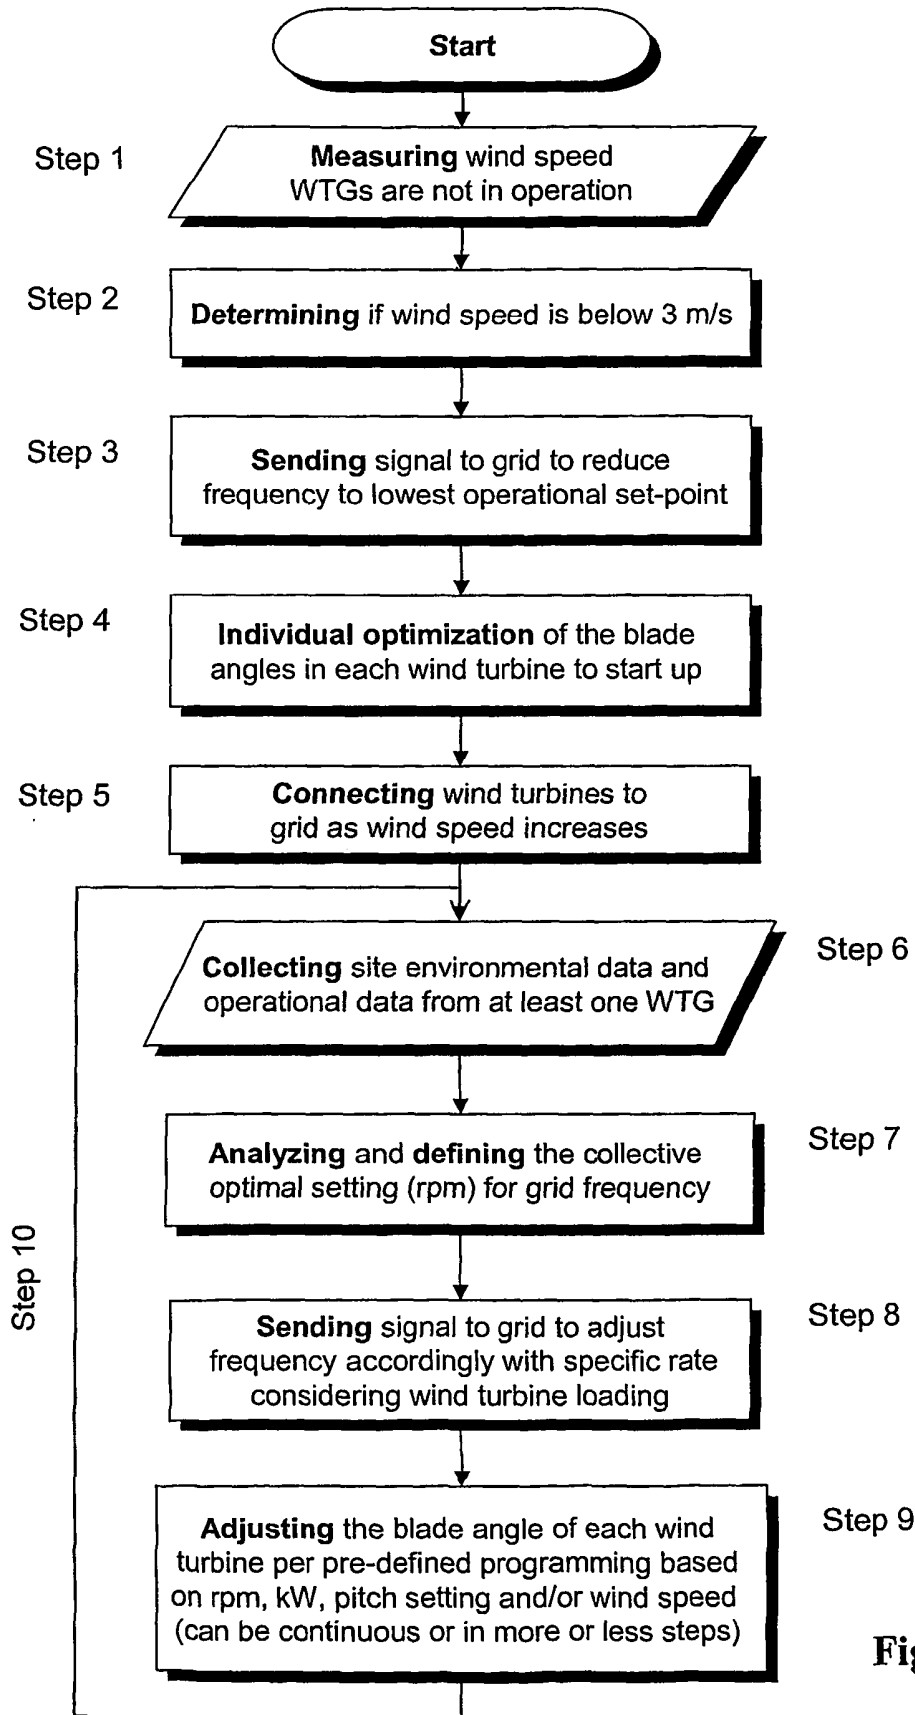 Start
Step 1
Measuring wind speed
WTGs are not in operation
Step 2
Determining if wind speed is below 3 m/s
Step 3
Sending signal to grid to reduce
frequency to lowest operational set-point
Step 4
Individual optimization of the blade
angles in each wind turbine to start up
Step 5
Connecting wind turbines to
grid as wind speed increases
Step 6
Collecting site environmental data and
operational data from at least one WTG
Step 7
Analyzing and defining the collective
optimal setting (rpm) for grid frequency
Step 10
Step 8
Sending signal to grid to adjust
frequency accordingly with specific rate
considering wind turbine loading
Step 9
Adjusting the blade angle of each wind
turbine per pre-defined programming based
on rpm, kW, pitch setting and/or wind speed
(can be continuous or in more or less steps)
Fig